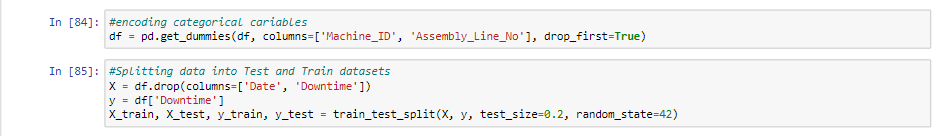 In [84]: #encoding categorical cariables
df = pd.get_dummies(df, columns=['Machine_ID', 'Assembly_Line_No'], drop_first=True)
In [85]: #Splitting data into Test and Train datasets
X = df.drop(columns=['Date', 'Downtime'])
y = df['Downtime']
X_train, X_test, y_train, y_test = train_test_split(X, y, test_size=0.2, random_state=42)